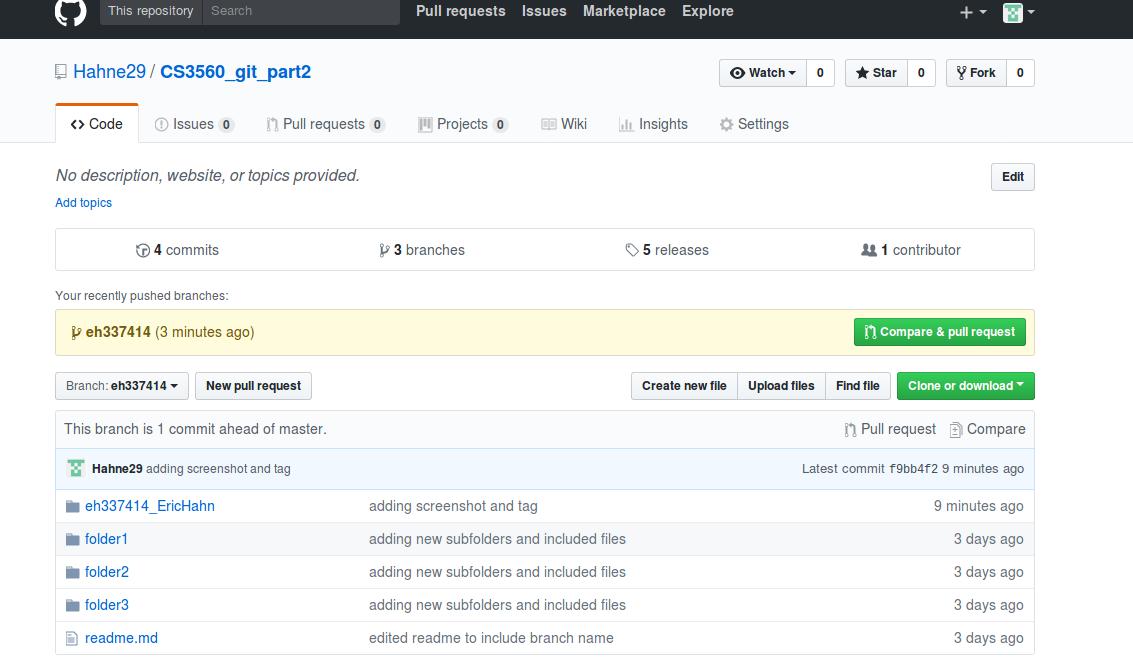 This repository Search Pull requests Issues Marketplace Explore
Hahne29 / CS3560_git_part2 Watch 0 Star 0 Fork 0
Code Issues 0 Pull requests 0 Projects 0 Wiki Insights Settings
No description, website, or topics provided. Edit
Add topics
4 commits 3 branches 5 releases 1 contributor
Your recently pushed branches:
eh337414 (3 minutes ago) Compare & pull request
Branch: eh337414 New pull request Create new file Upload files Find file Clone or download
This branch is 1 commit ahead of master. Pull request Compare
Hahne29 adding screenshot and tag Latest commit f9bb4f2 9 minutes ago
eh337414_EricHahn adding screenshot and tag 9 minutes ago
folder1 adding new subfolders and included files 3 days ago
folder2 adding new subfolders and included files 3 days ago
folder3 adding new subfolders and included files 3 days ago
readme.md edited readme to include branch name 3 days ago